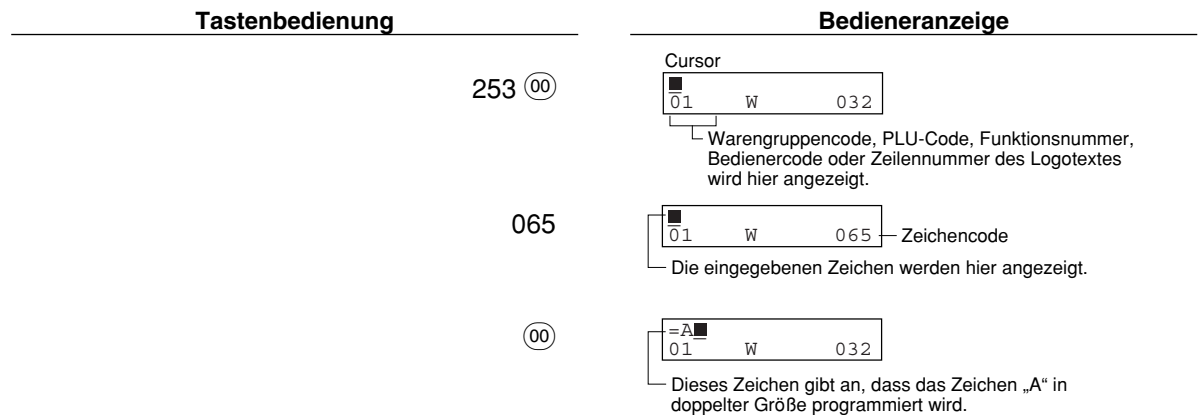 Tastenbedienung
Bedieneranzeige
253 00
Cursor
01 W 032
Warengruppencode, PLU-Code, Funktionsnummer,
Bedienercode oder Zeilennummer des Logotextes
wird hier angezeigt.
065
01 W 065
Zeichencode
Die eingegebenen Zeichen werden hier angezeigt.
00
=A
01 W 032
Dieses Zeichen gibt an, dass das Zeichen „A“ in
doppelter Größe programmiert wird.